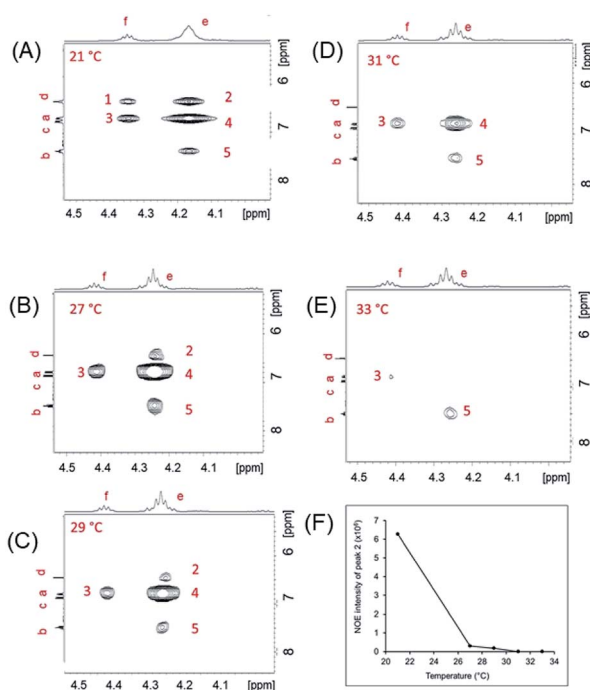 (A)
f e
21 °C
[ppm]
6
d 1 2
c a 3 4
7
b 5
8
4.5 4.4 4.3 4.2 4.1 [ppm]
(D)
f e
31 °C
[ppm]
6
d
c a 3 4
7
b 5
8
4.5 4.4 4.3 4.2 4.1 [ppm]
(B)
f e
27 °C
[ppm]
6
d 2
c a 3 4
7
b 5
8
4.5 4.4 4.3 4.2 4.1 [ppm]
(E)
f e
33 °C
[ppm]
6
d
c a 3
7
b 5
8
4.5 4.4 4.3 4.2 4.1 [ppm]
(C)
f e
29 °C
[ppm]
6
d 2
c a 3 4
7
b 5
8
4.5 4.4 4.3 4.2 4.1 [ppm]
(F)
NOE intensity of peak 2 (x10⁸)
7
6
5
4
3
2
1
0
20 22 24 26 28 30 32 34
Temperature (°C)